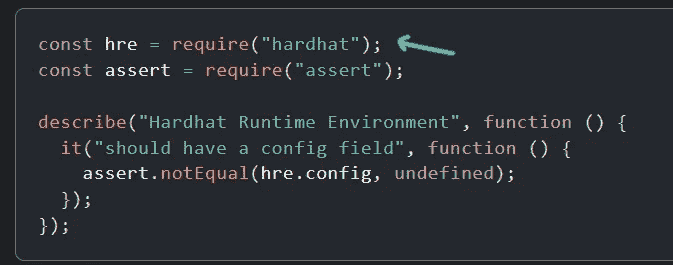 const hre = require("hardhat");
const assert = require("assert");
describe("Hardhat Runtime Environment", function () {
it("should have a config field", function () {
assert.notEqual(hre.config, undefined);
});
});